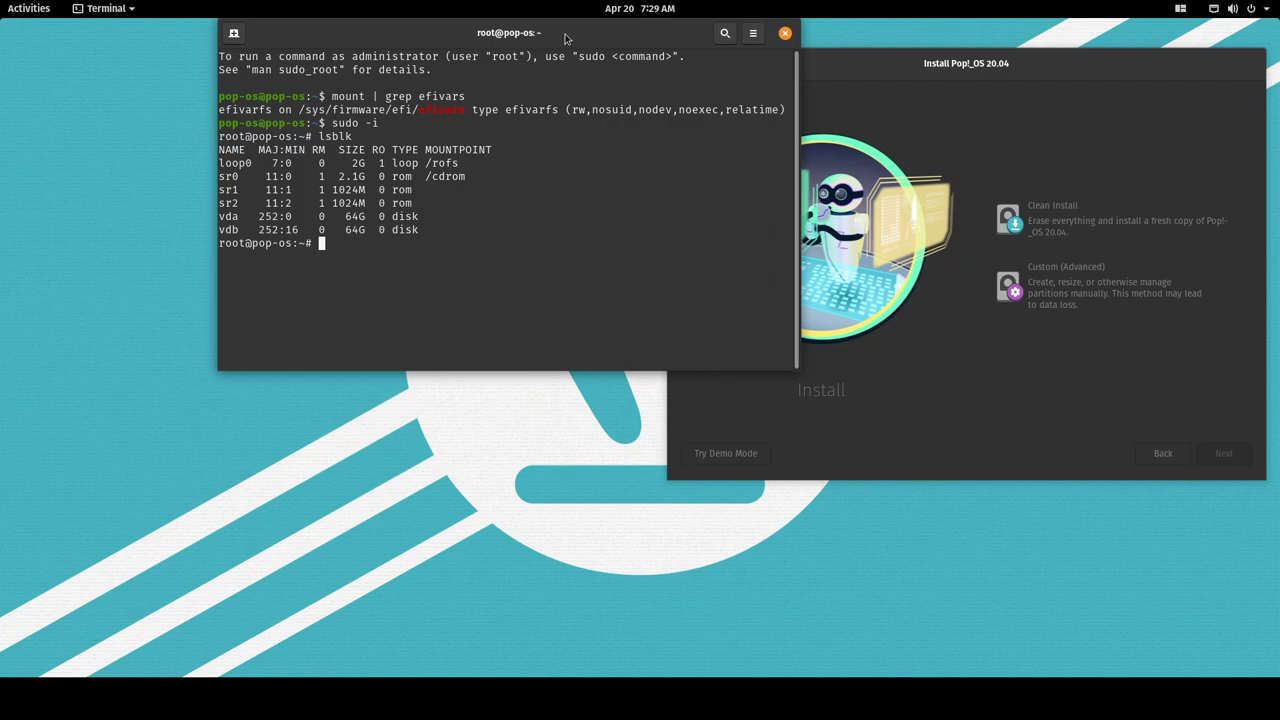 Activities
Terminal
Apr 20 7:29 AM
root@pop-os: ~
To run a command as administrator (user "root"), use "sudo <command>".
See "man sudo_root" for details.
pop-os@pop-os:~$ mount | grep efivars
efivarfs on /sys/firmware/efi/efivars type efivarfs (rw,nosuid,nodev,noexec,relatime)
pop-os@pop-os:~$ sudo -i
root@pop-os:~# lsblk
NAME MAJ:MIN RM SIZE RO TYPE MOUNTPOINT
loop0 7:0 0 2G 1 loop /rofs
sr0 11:0 1 2.1G 0 rom /cdrom
sr1 11:1 1 1024M 0 rom
sr2 11:2 1 1024M 0 rom
vda 252:0 0 64G 0 disk
vdb 252:16 0 64G 0 disk
root@pop-os:~#
Install Pop!_OS 20.04
Clean Install
Erase everything and install a fresh copy of Pop!-
_OS 20.04.
Custom (Advanced)
Create, resize, or otherwise manage
partitions manually. This method may lead
to data loss.
Install
Try Demo Mode
Back
Next